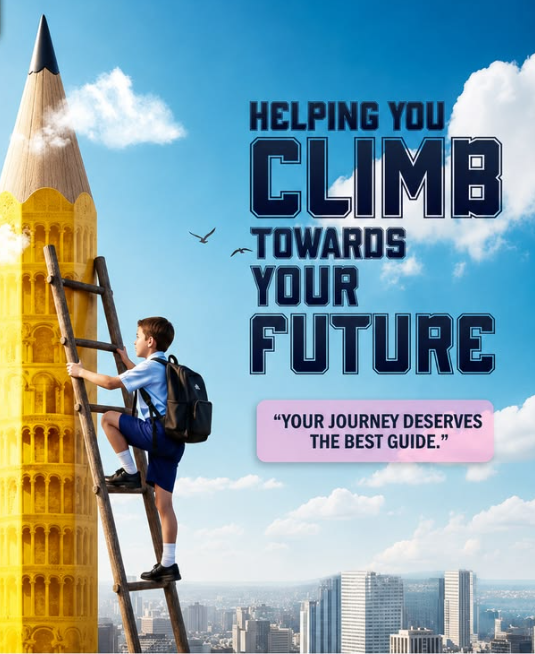 HELPING YOU
CLIMB
TOWARDS
YOUR
FUTURE
“YOUR JOURNEY DESERVES
THE BEST GUIDE.”